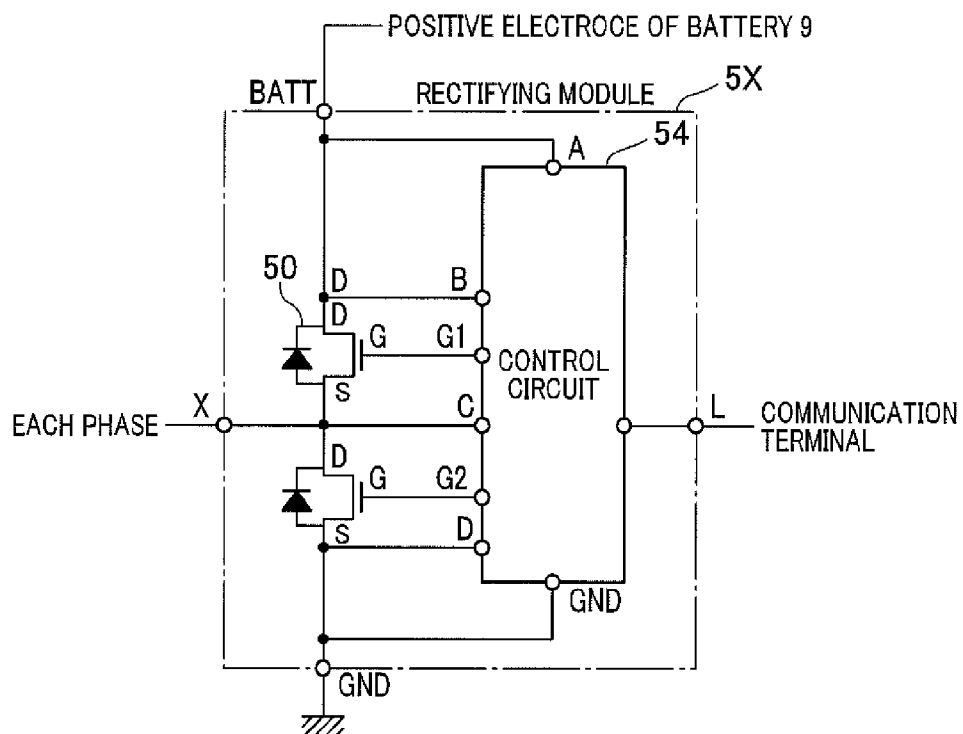 POSITIVE ELECTROCE OF BATTERY 9
BATT
RECTIFYING MODULE
5X
54
A
50
D
B
D
G
G1
CONTROL
CIRCUIT
S
X
C
L
EACH PHASE
COMMUNICATION
TERMINAL
D
G
G2
S
D
GND
GND